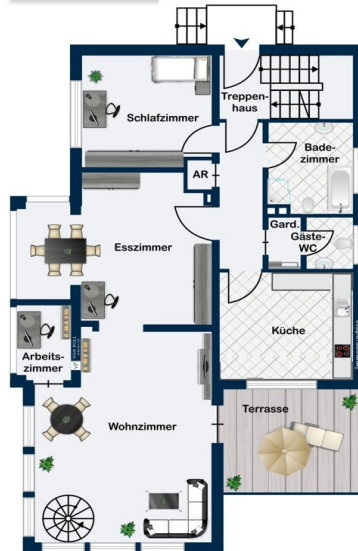 Schlafzimmer
Treppen-
haus
Bade-
zimmer
AR
Esszimmer
Gard.
Gäste-
WC
Arbeits-
zimmer
Küche
Wohnzimmer
Terrasse